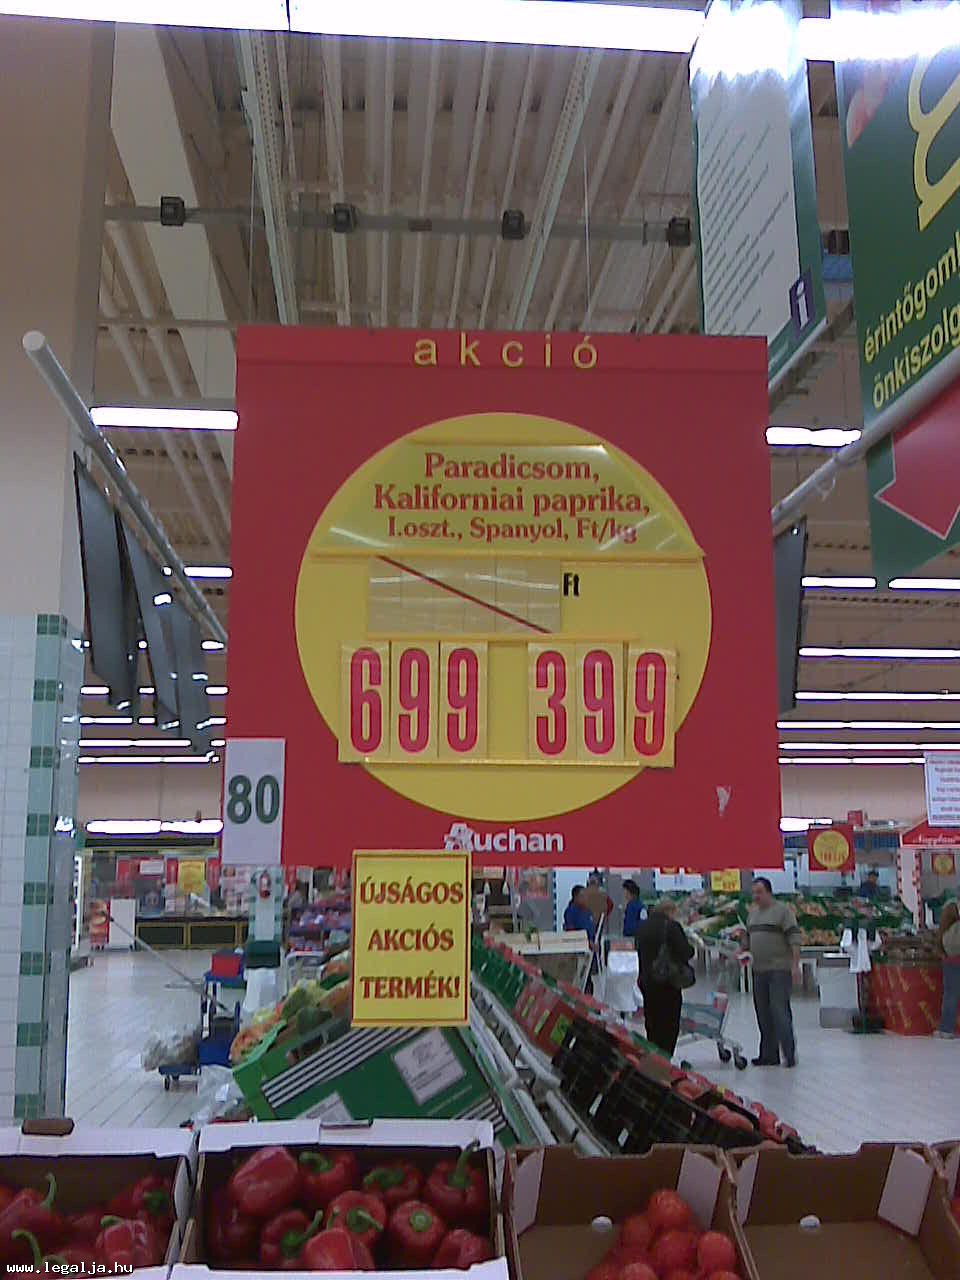 érintőgom
önkiszolg
i
akció
Paradicsom,
Kaliforniai paprika,
I.oszt., Spanyol, Ft/kg
Ft
699 399
80
Auchan
ÚJSÁGOS
AKCIÓS
TERMÉK!
www.legalja.hu